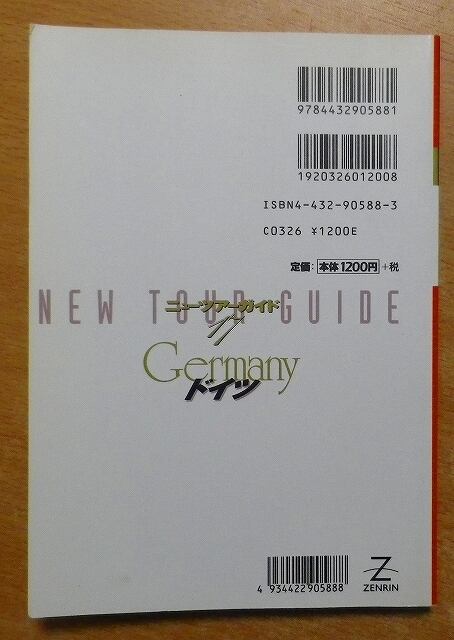 9784432905881
1920326012008
ISBN4-432-90588-3
C0326 ¥1200E
定価：本体1200円＋税
NEW TOUR GUIDE
ニューツアーガイド
17
Germany
ドイツ
4 934422 905888
Z
ZENRIN